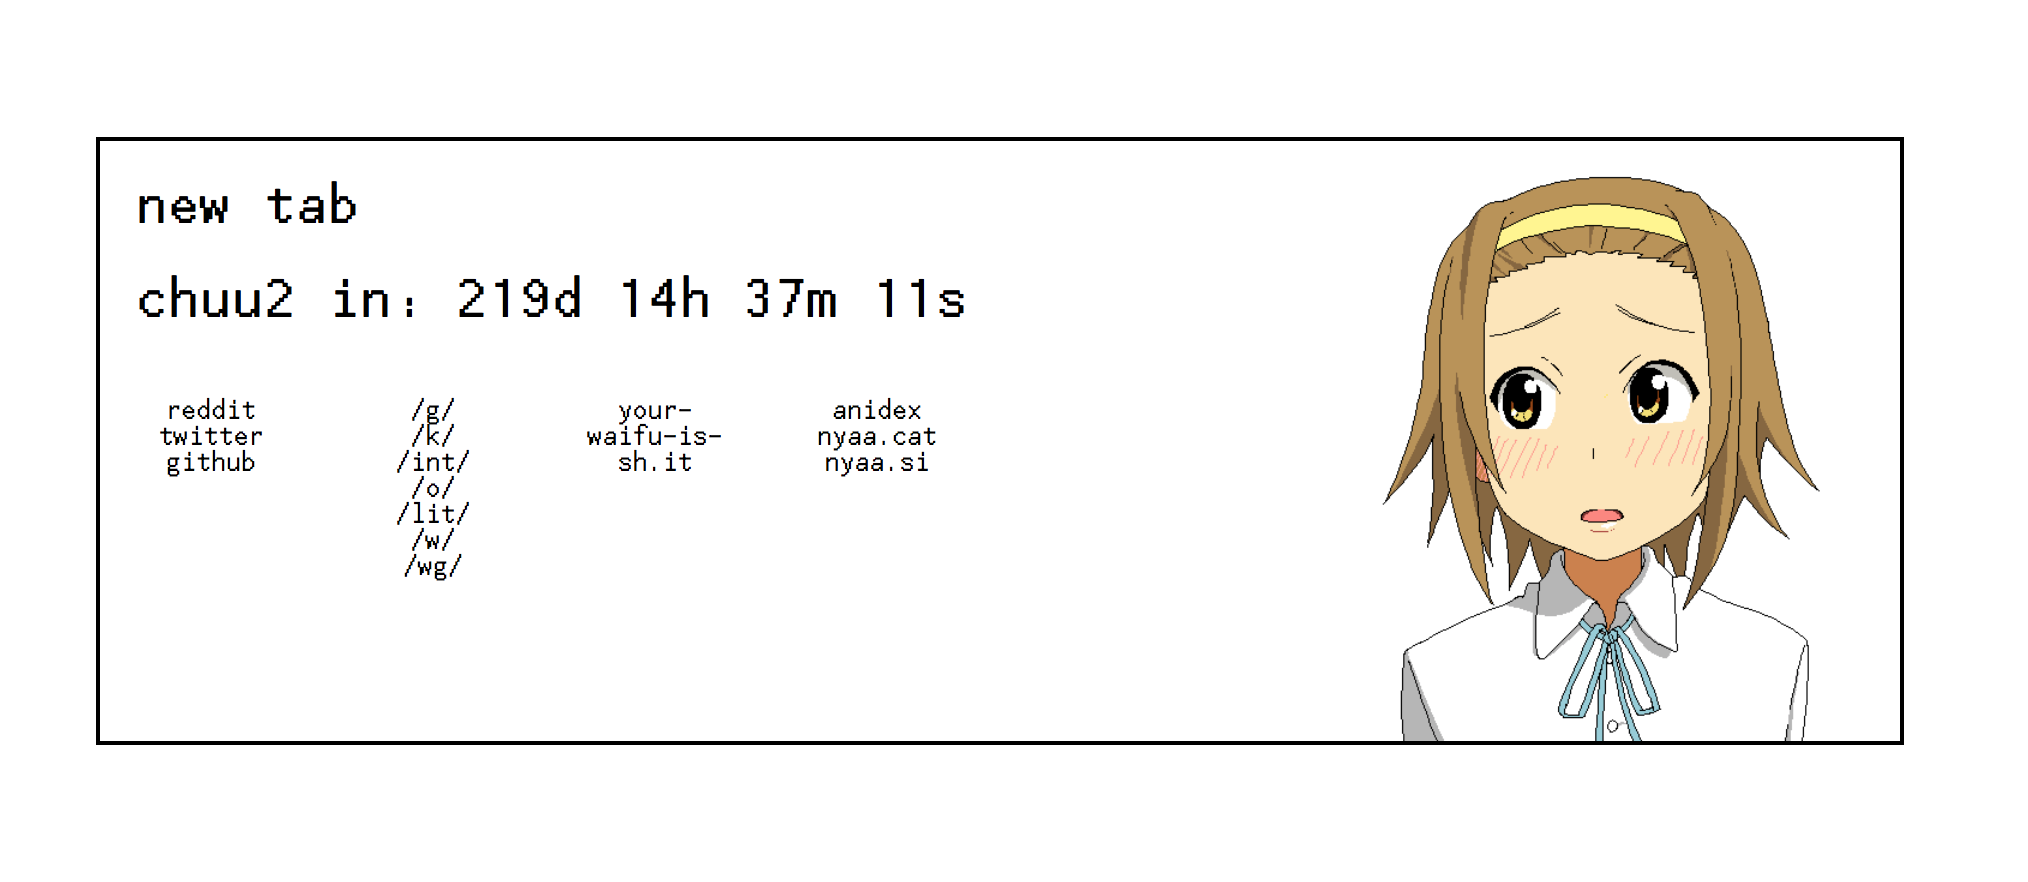 new tab
chuu2 in: 219d 14h 37m 11s
reddit
twitter
github
/g/
/k/
/int/
/o/
/lit/
/w/
/wg/
your-
waifu-is-
sh.it
anidex
nyaa.cat
nyaa.si